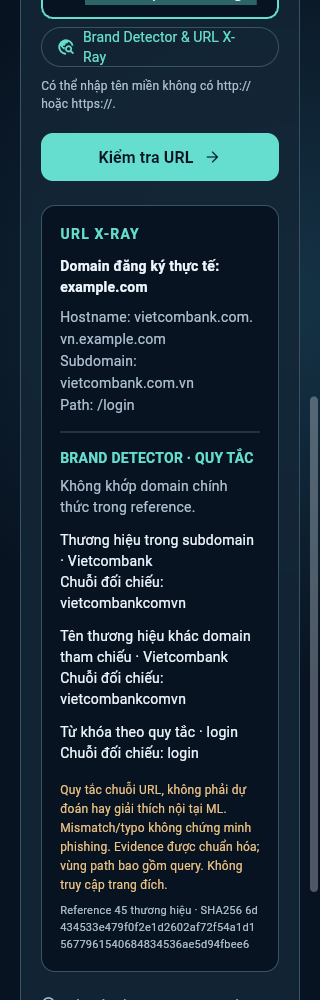 Brand Detector & URL X-
Ray
Có thể nhập tên miền không có http://
hoặc https://.
Kiểm tra URL →
URL X-RAY
Domain đăng ký thực tế:
example.com
Hostname: vietcombank.com.
vn.example.com
Subdomain:
vietcombank.com.vn
Path: /login
BRAND DETECTOR · QUY TẮC
Không khớp domain chính
thức trong reference.
Thương hiệu trong subdomain
· Vietcombank
Chuỗi đối chiếu:
vietcombankcomvn
Tên thương hiệu khác domain
tham chiếu · Vietcombank
Chuỗi đối chiếu:
vietcombankcomvn
Từ khóa theo quy tắc · login
Chuỗi đối chiếu: login
Quy tắc chuỗi URL, không phải dự
đoán hay giải thích nội tại ML.
Mismatch/typo không chứng minh
phishing. Evidence được chuẩn hóa;
vùng path bao gồm query. Không
truy cập trang đích.
Reference 45 thương hiệu · SHA256 6d
434533e479f0f2e1d2602af72f54a1d1
5677961540684834536ae5d94fbee6